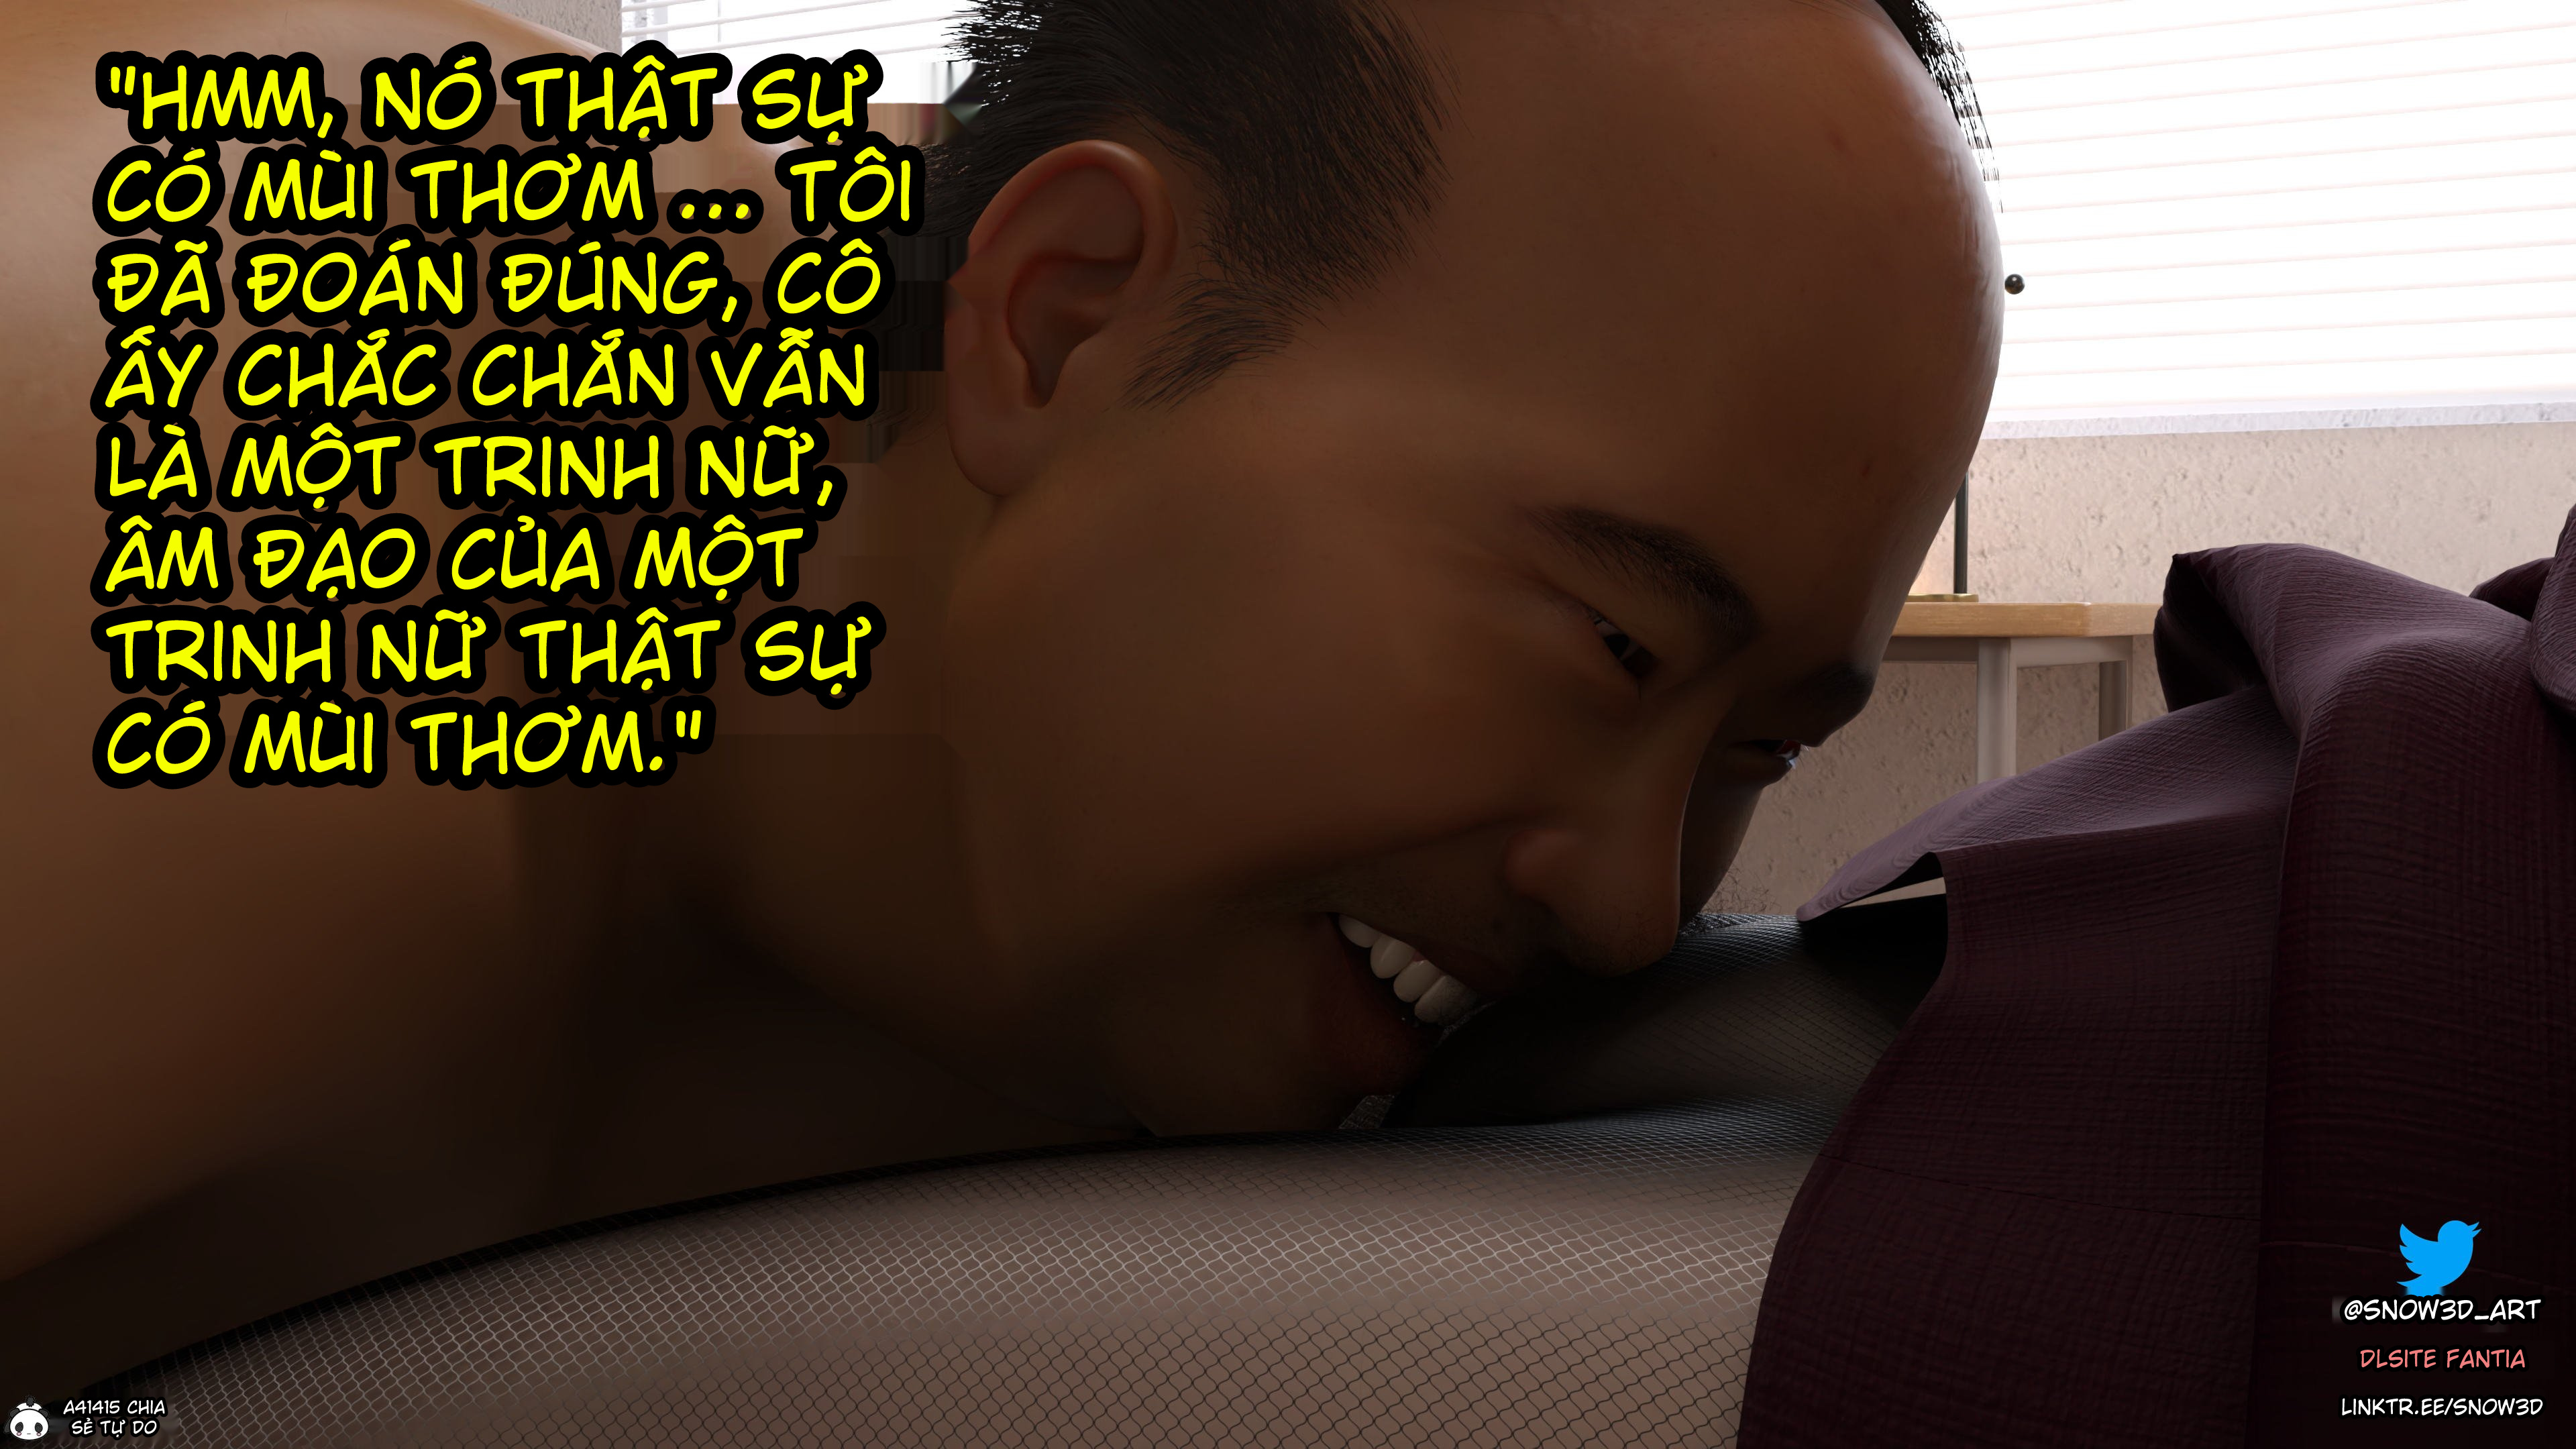 "HMM, NÓ THẬT SỰ
CÓ MÙI THƠM ... TÔI
ĐÃ ĐOÁN ĐÚNG, CÔ
ẤY CHẮC CHẮN VẪN
LÀ MỘT TRINH NỮ,
ÂM ĐẠO CỦA MỘT
TRINH NỮ THẬT SỰ
CÓ MÙI THƠM."
@SNOW3D_ART
DLSITE FANTIA
LINKTR.EE/SNOW3D
A41415 CHIA
SẺ TỰ DO